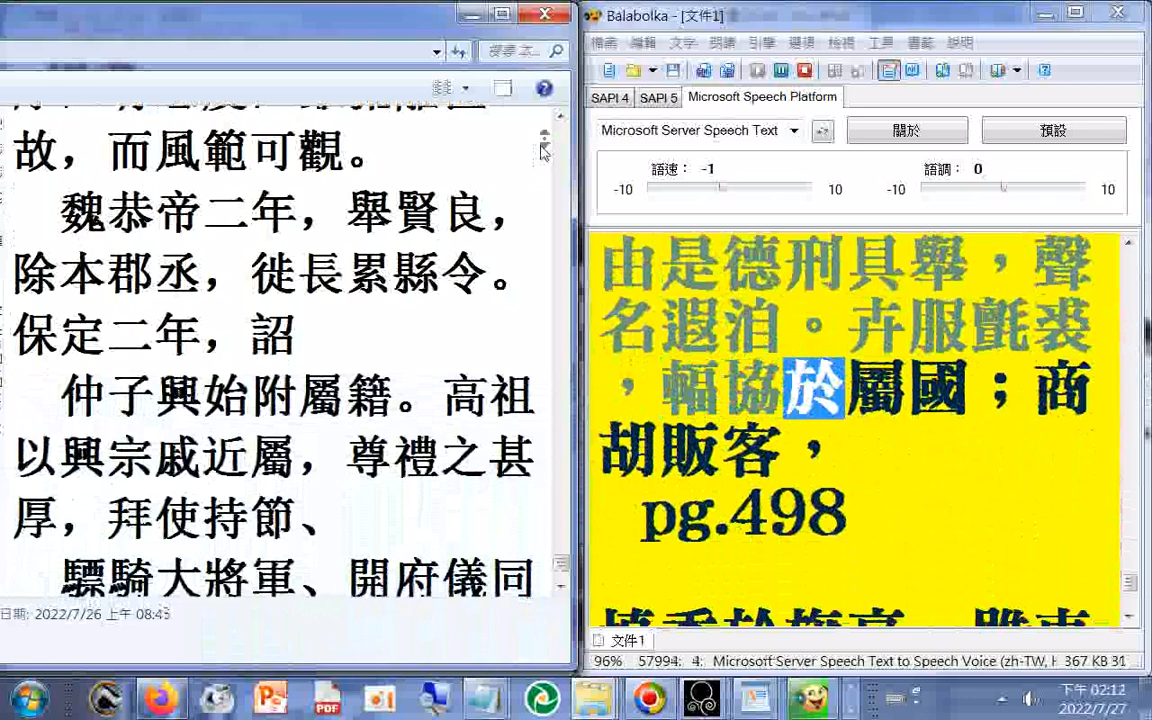 故，而風範可觀。
魏恭帝二年，舉賢良，
除本郡丞，徙長累縣令。
保定二年，詔
仲子興始附屬籍。高祖
以興宗戚近屬，尊禮之甚
厚，拜使持節、
驃騎大將軍、開府儀同
日期: 2022/7/26 上午 08:45
Balabolka - [文件1]
檔案 編輯 文字 朗讀 引擎 選項 檢視 工具 書籤 說明
SAPI 4 SAPI 5 Microsoft Speech Platform
Microsoft Server Speech Text 關於 預設
語速： -1 語調： 0
-10 10 -10 10
由是德刑具舉，聲
名遐泊。卉服氈裘
，輻協於屬國；商
胡販客，
pg.498
文件1
96% 57994: 4: Microsoft Server Speech Text to Speech Voice (zh-TW, H 367 KB 31
PDF
下午 02:12
2022/7/27